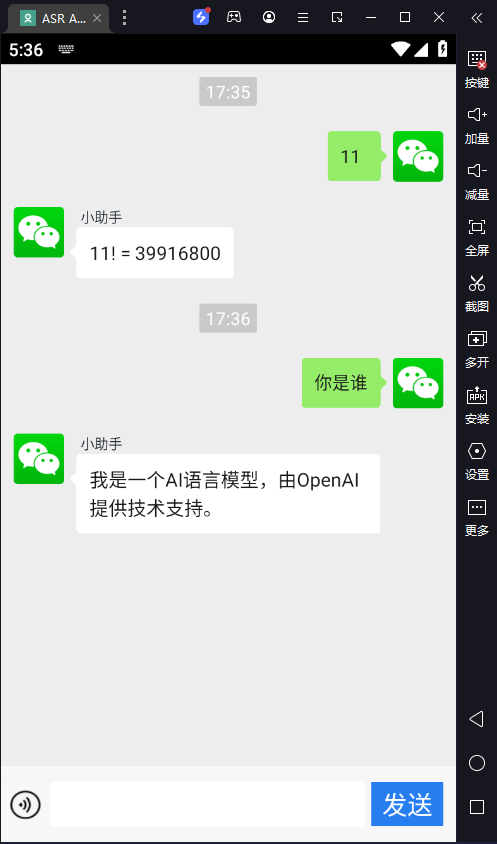 ASR A...
5:36
17:35
11
小助手
11! = 39916800
17:36
你是谁
小助手
我是一个AI语言模型，由OpenAI
提供技术支持。
发送
按键
加量
减量
全屏
截图
多开
APK
安装
设置
更多